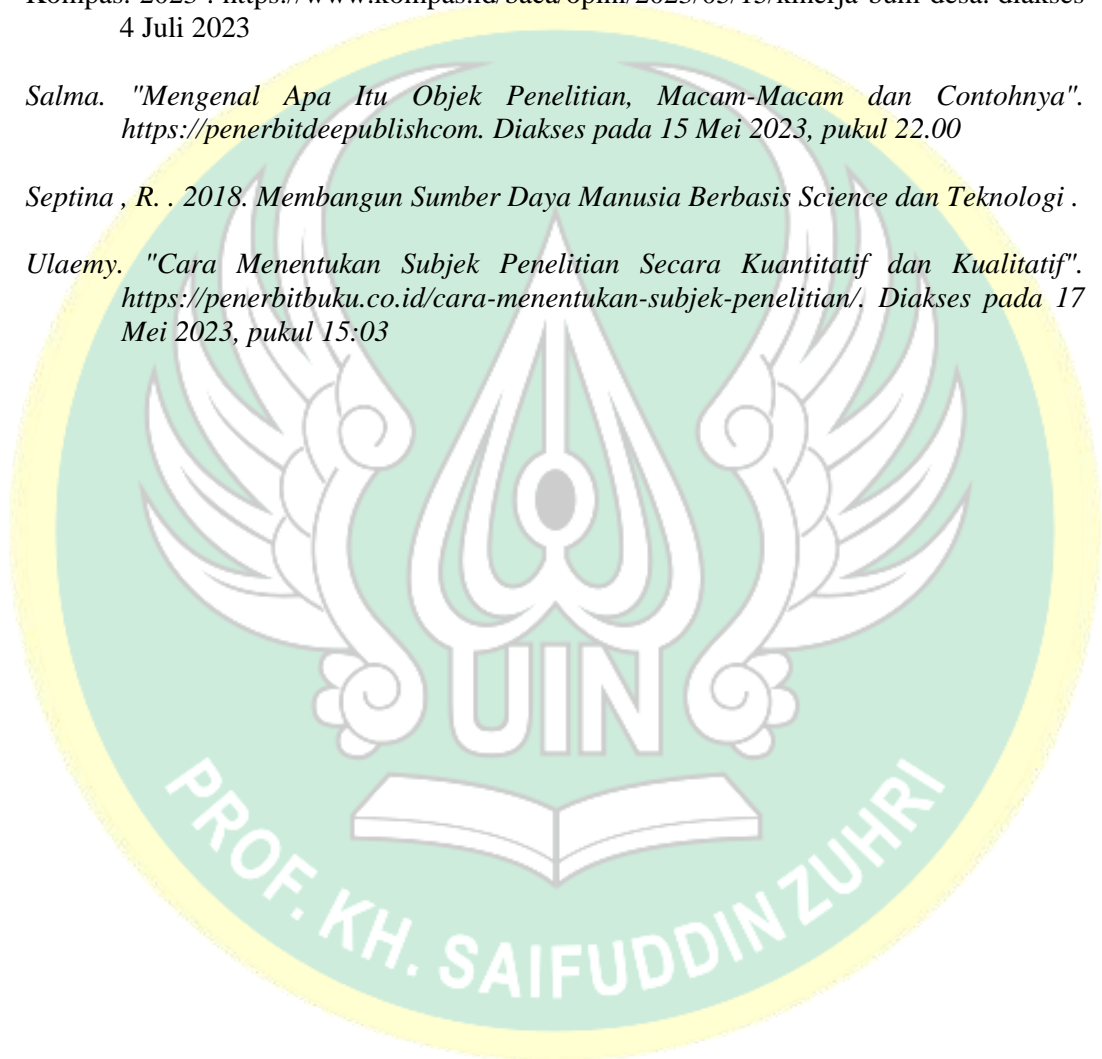 4 Juli 2023
Salma. "Mengenal Apa Itu Objek Penelitian, Macam-Macam dan Contohnya".
https://penerbitdeepublishcom. Diakses pada 15 Mei 2023, pukul 22.00
Septina , R. . 2018. Membangun Sumber Daya Manusia Berbasis Science dan Teknologi .
Ulaemy. "Cara Menentukan Subjek Penelitian Secara Kuantitatif dan Kualitatif".
https://penerbitbuku.co.id/cara-menentukan-subjek-penelitian/. Diakses pada 17
Mei 2023, pukul 15:03
UIN
PROF. KH. SAIFUDDIN ZUHRI